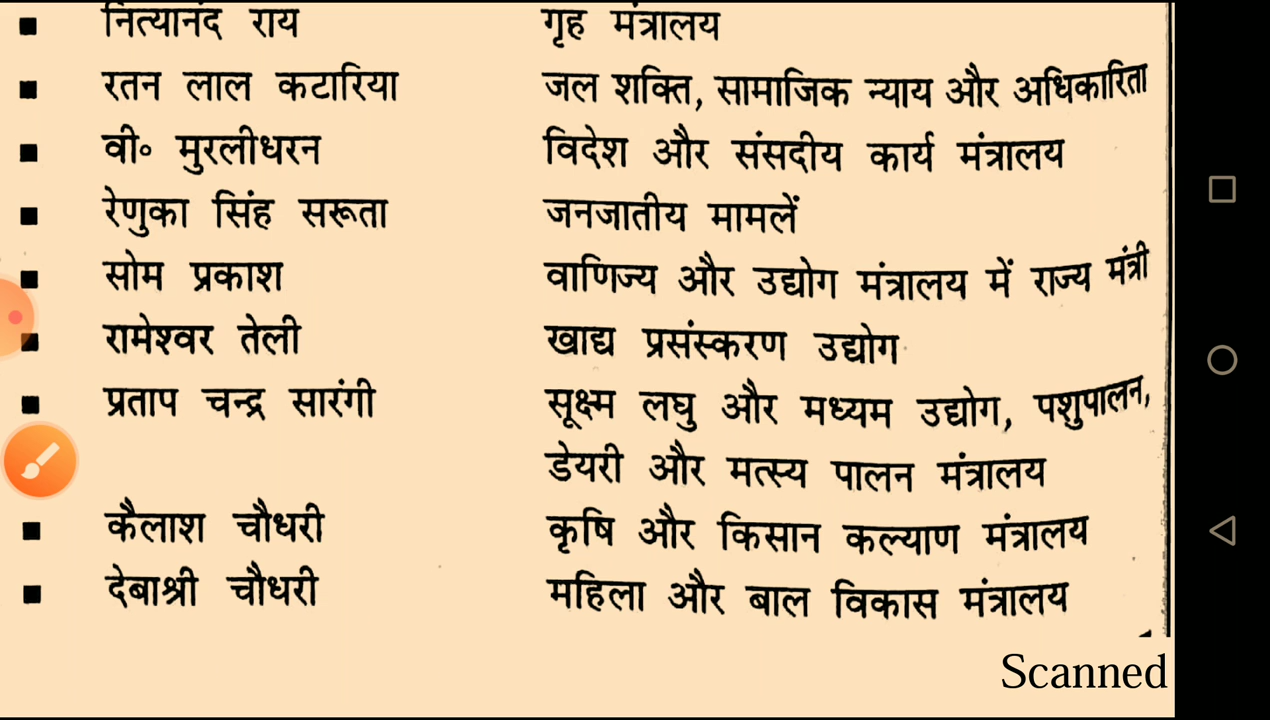 ▪ नित्यानंद राय गृह मंत्रालय
▪ रतन लाल कटारिया जल शक्ति, सामाजिक न्याय और अधिकारिता
▪ वी॰ मुरलीधरन विदेश और संसदीय कार्य मंत्रालय
▪ रेणुका सिंह सरूता जनजातीय मामलें
▪ सोम प्रकाश वाणिज्य और उद्योग मंत्रालय में राज्य मंत्री
▪ रामेश्वर तेली खाद्य प्रसंस्करण उद्योग
▪ प्रताप चन्द्र सारंगी सूक्ष्म लघु और मध्यम उद्योग, पशुपालन,
डेयरी और मत्स्य पालन मंत्रालय
▪ कैलाश चौधरी कृषि और किसान कल्याण मंत्रालय
▪ देबाश्री चौधरी महिला और बाल विकास मंत्रालय
Scanned